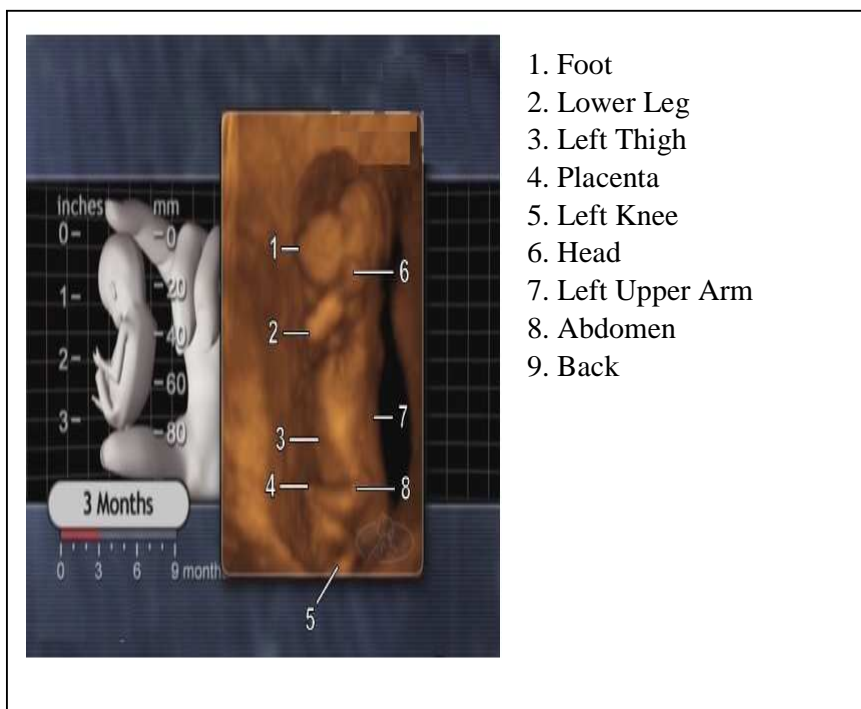 inches mm
0 0
1 20
2 40
3 60
80
3 Months
0 3 6 9 month
1
2
3
4
5
6
7
8
1. Foot
2. Lower Leg
3. Left Thigh
4. Placenta
5. Left Knee
6. Head
7. Left Upper Arm
8. Abdomen
9. Back